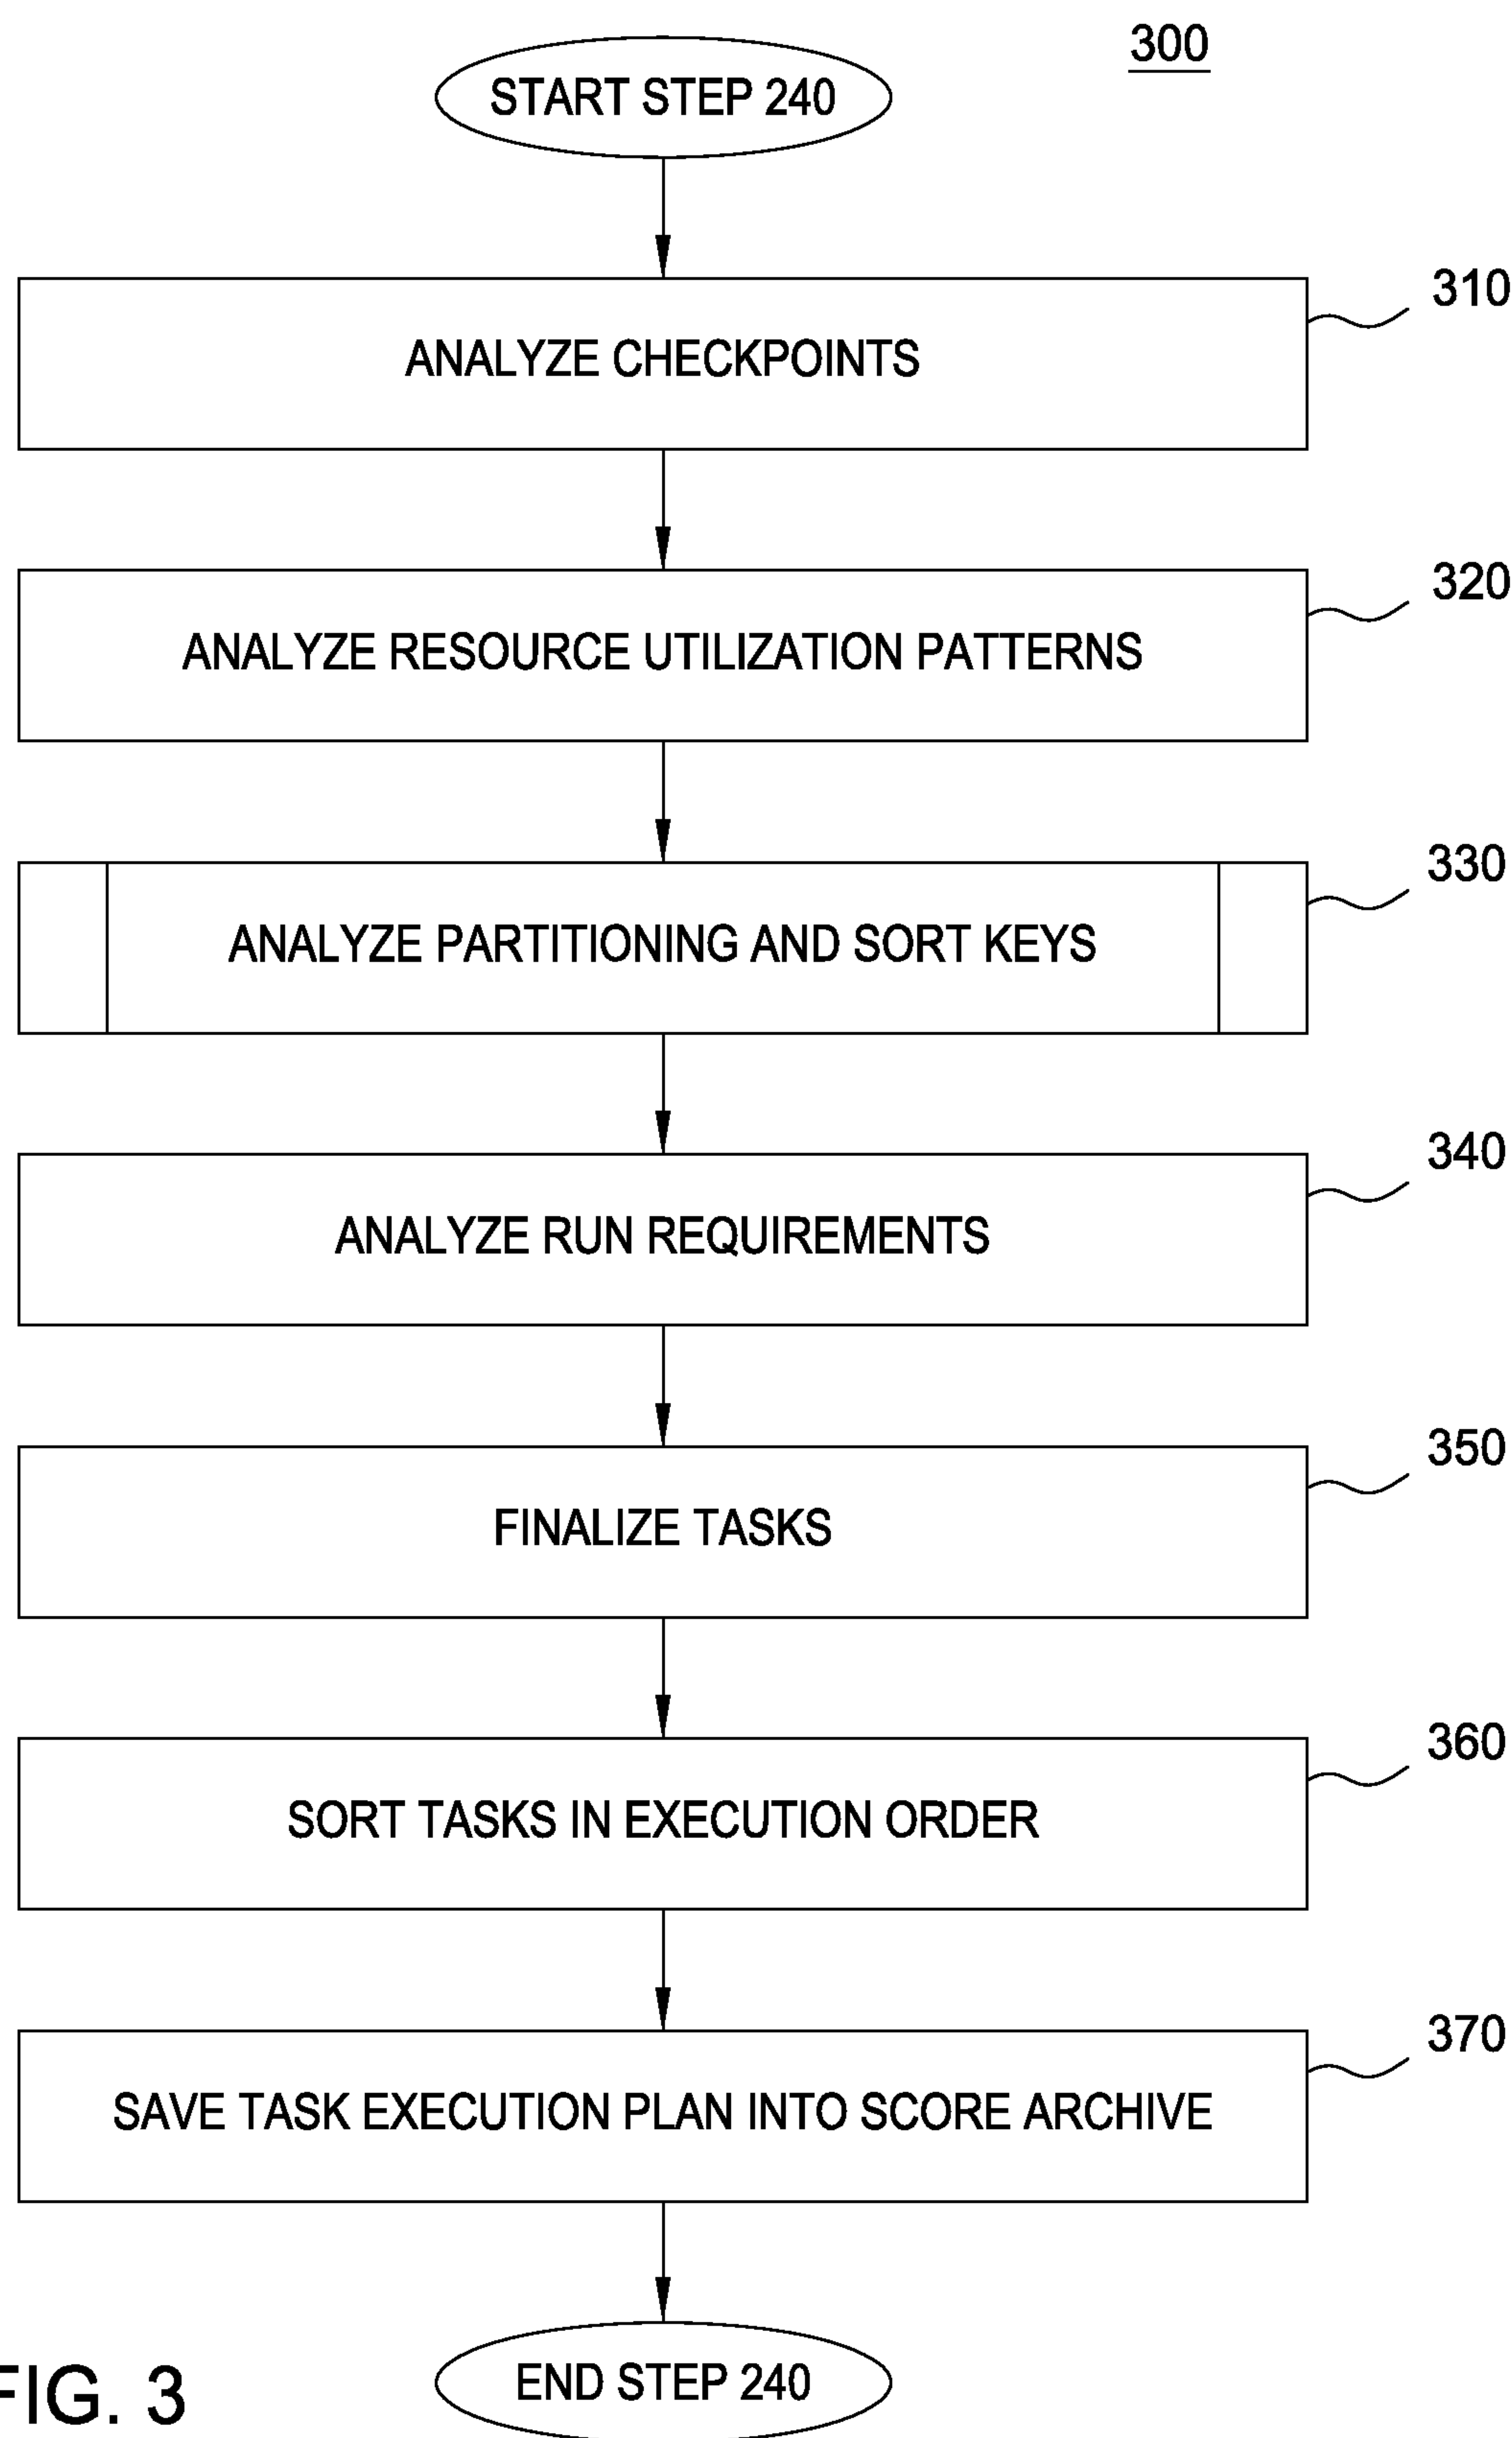 300
START STEP 240
310
ANALYZE CHECKPOINTS
320
ANALYZE RESOURCE UTILIZATION PATTERNS
330
ANALYZE PARTITIONING AND SORT KEYS
340
ANALYZE RUN REQUIREMENTS
350
FINALIZE TASKS
360
SORT TASKS IN EXECUTION ORDER
370
SAVE TASK EXECUTION PLAN INTO SCORE ARCHIVE
END STEP 240
FIG. 3